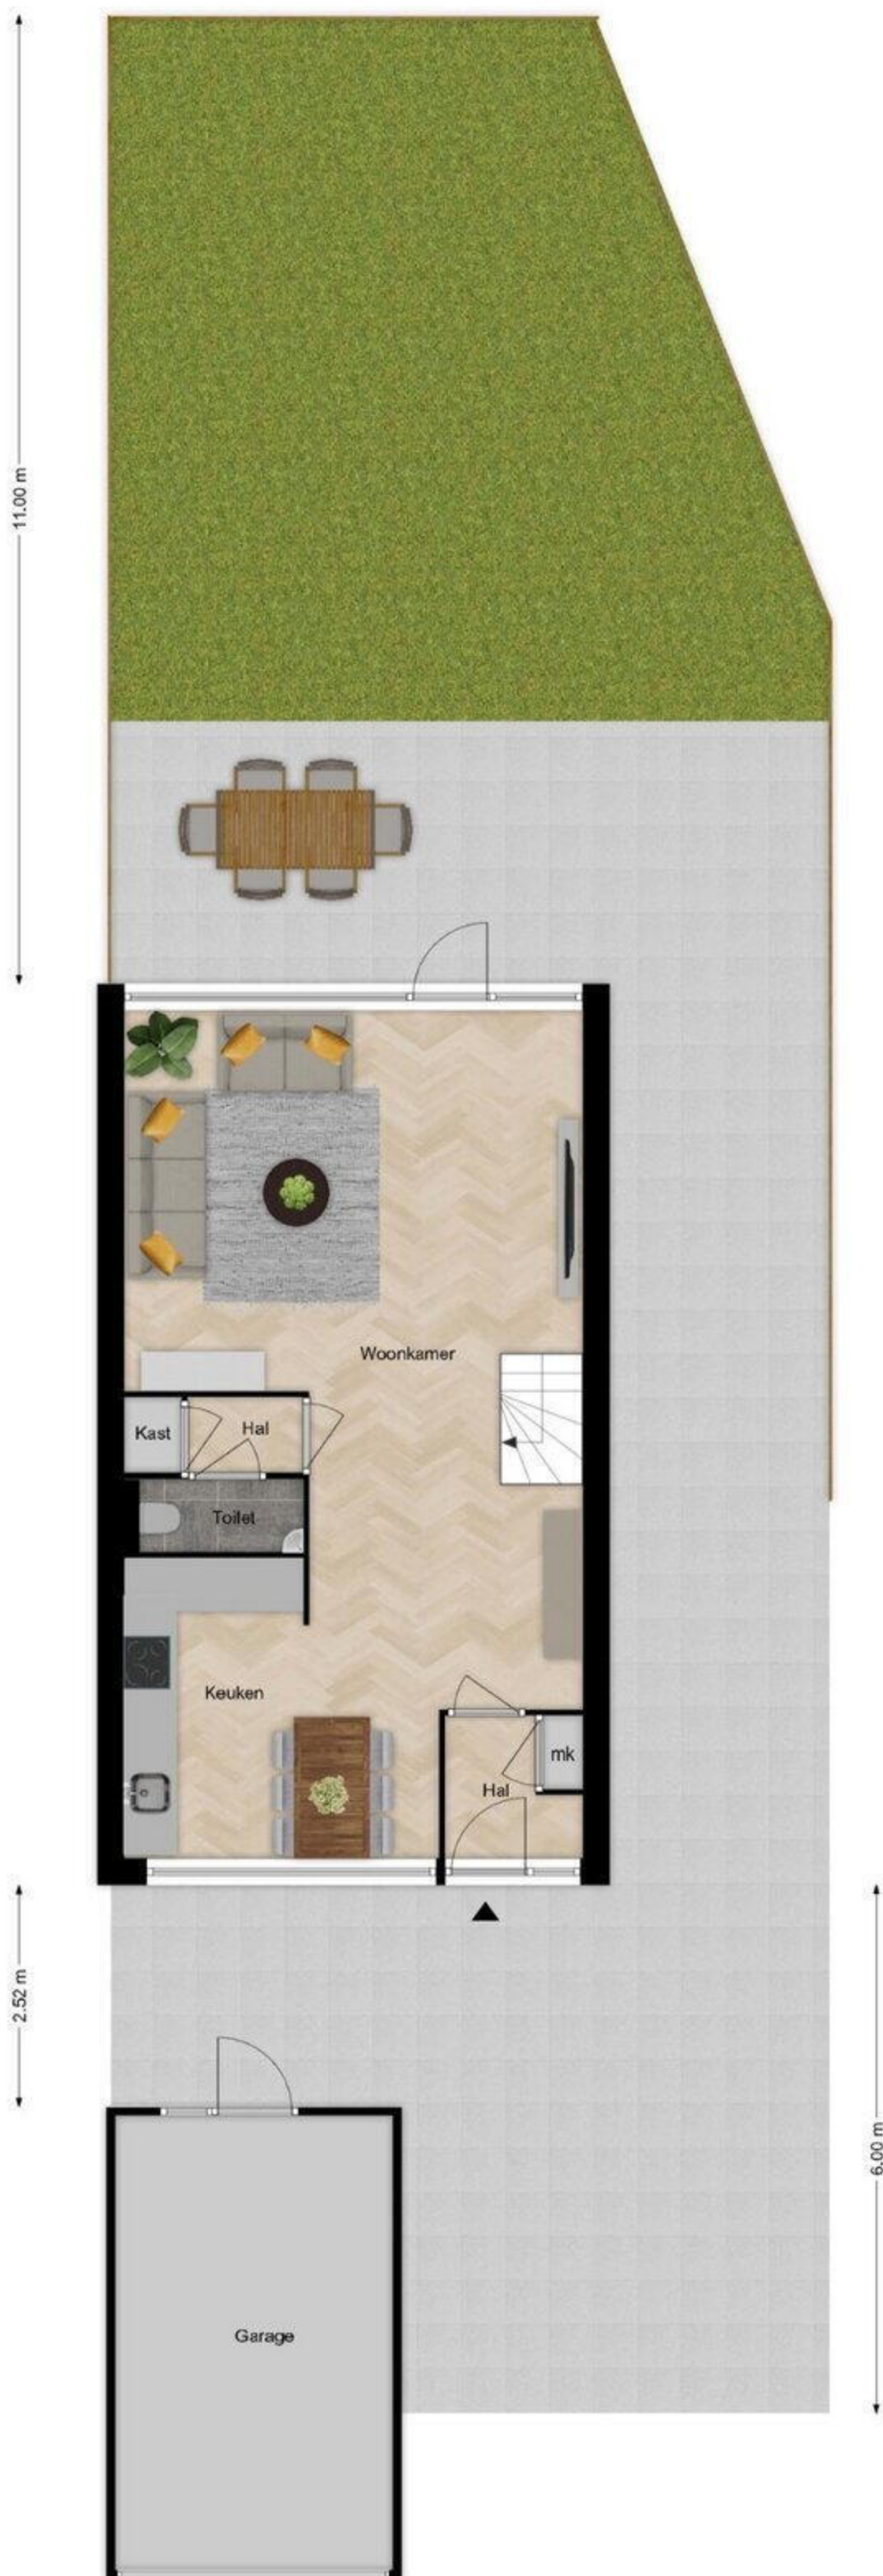 11.00 m
Woonkamer
Kast
Hal
Toilet
Keuken
mk
Hal
2.52 m
6.00 m
Garage